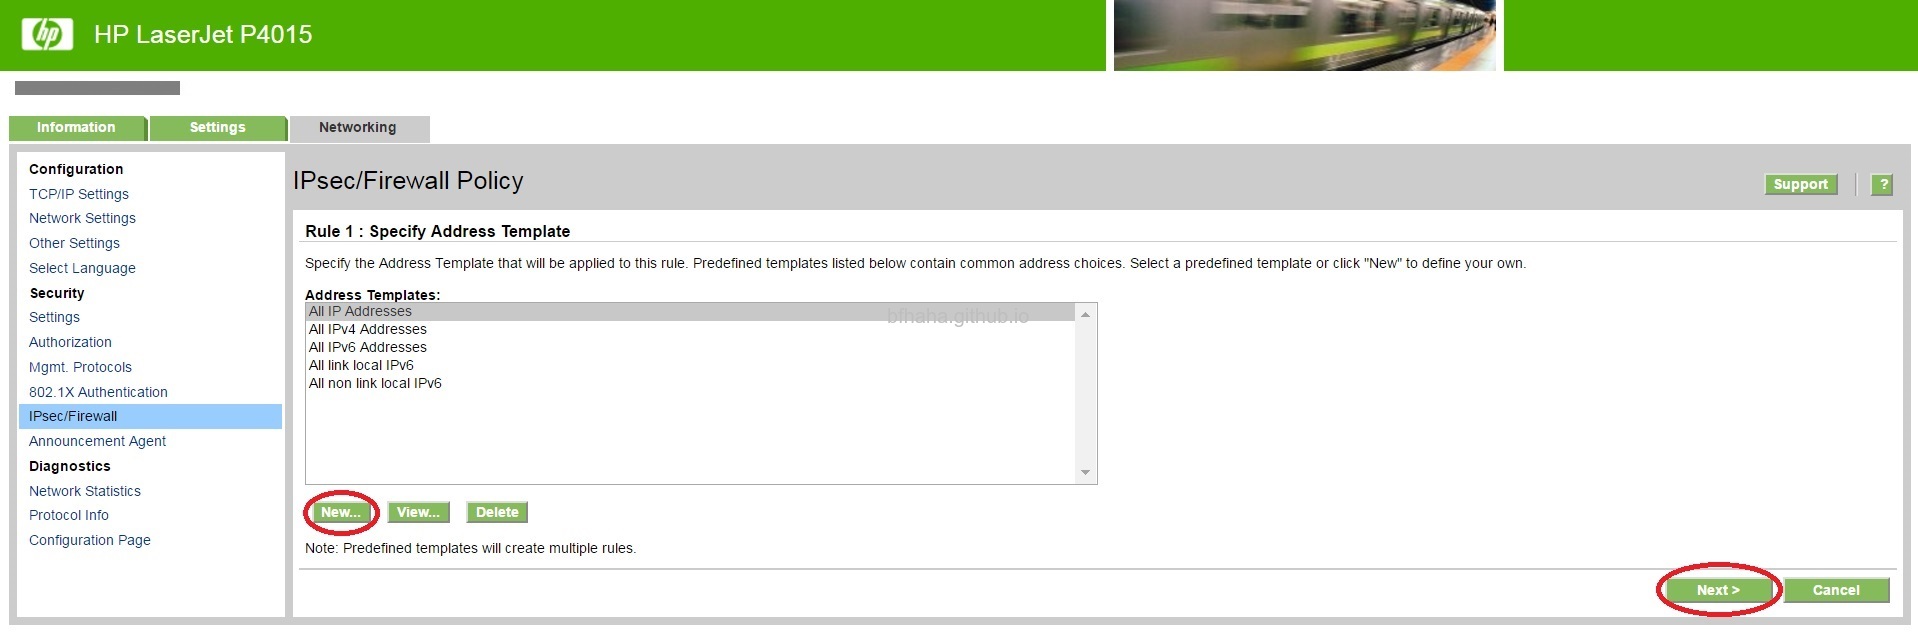 hp HP LaserJet P4015
Information Settings Networking
Configuration
TCP/IP Settings
Network Settings
Other Settings
Select Language
Security
Settings
Authorization
Mgmt. Protocols
802.1X Authentication
IPsec/Firewall
Announcement Agent
Diagnostics
Network Statistics
Protocol Info
Configuration Page
IPsec/Firewall Policy
Support ?
Rule 1 : Specify Address Template
Specify the Address Template that will be applied to this rule. Predefined templates listed below contain common address choices. Select a predefined template or click "New" to define your own.
Address Templates:
All IP Addresses
bfhaha.github.io
All IPv4 Addresses
All IPv6 Addresses
All link local IPv6
All non link local IPv6
New... View... Delete
Note: Predefined templates will create multiple rules.
Next > Cancel